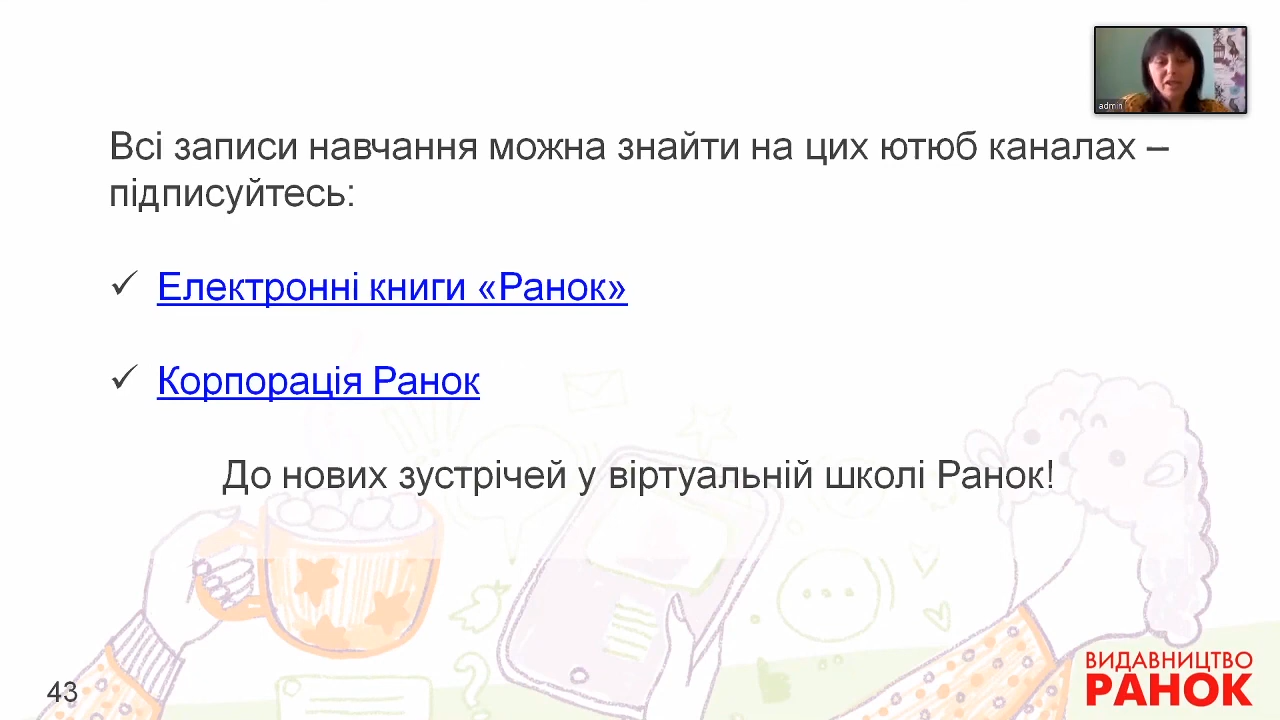 admin
Всі записи навчання можна знайти на цих ютюб каналах –
підписуйтесь:
✓ Електронні книги «Ранок»
✓ Корпорація Ранок
До нових зустрічей у віртуальній школі Ранок!
43
ВИДАВНИЦТВО
РАНОК